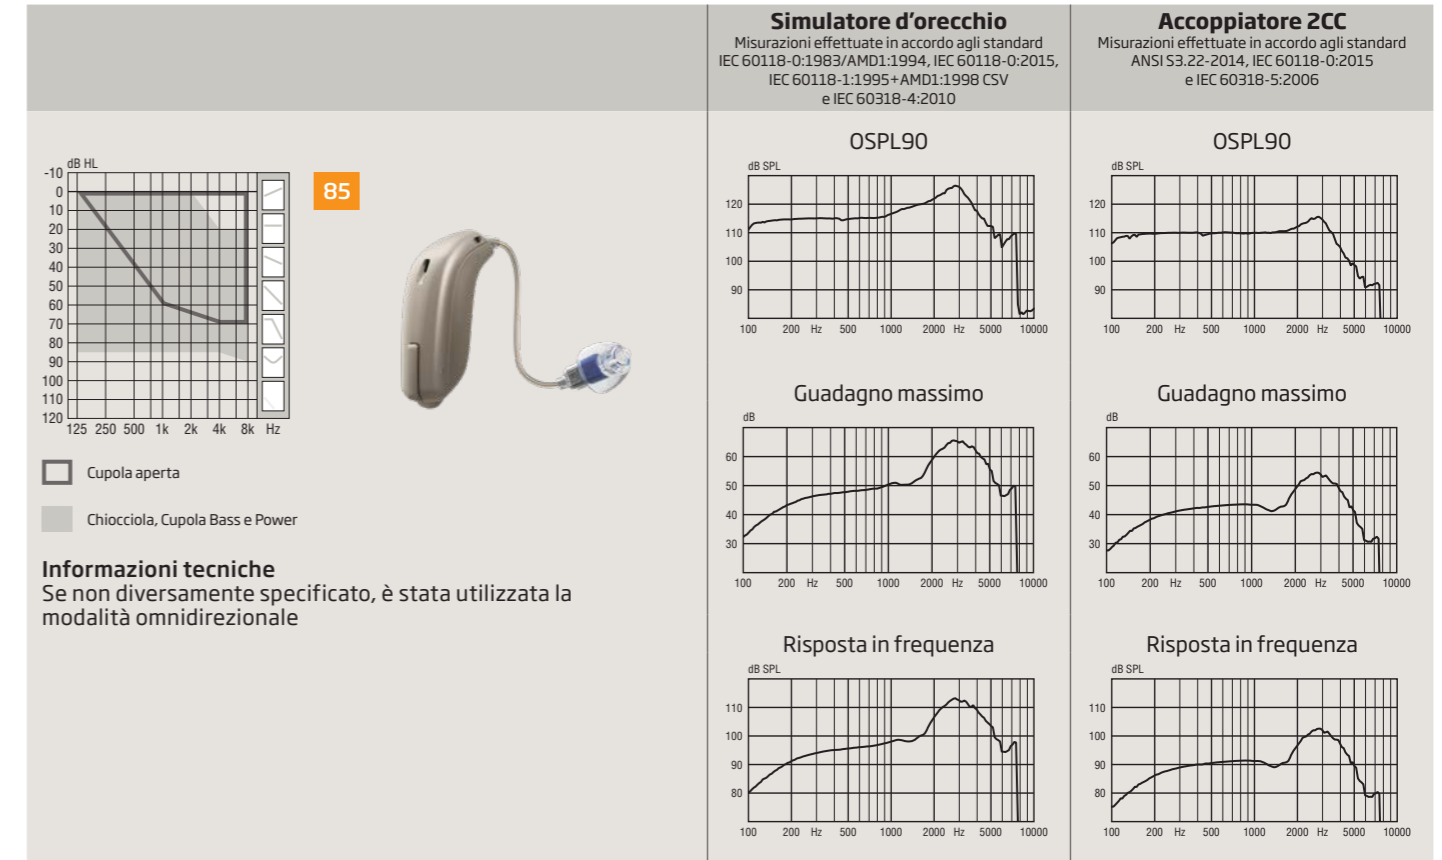 Simulatore d'orecchio
Misurazioni effettuate in accordo agli standard
IEC 60118-0:1983/AMD1:1994, IEC 60118-0:2015,
IEC 60118-1:1995+AMD1:1998 CSV
e IEC 60318-4:2010
Accoppiatore 2CC
Misurazioni effettuate in accordo agli standard
ANSI S3.22-2014, IEC 60118-0:2015
e IEC 60318-5:2006
dB HL
-10
0
10
20
30
40
50
60
70
80
90
100
110
120
125 250 500 1k 2k 4k 8k Hz
85
Cupola aperta
Chiocciola, Cupola Bass e Power
Informazioni tecniche
Se non diversamente specificato, è stata utilizzata la
modalità omnidirezionale
OSPL90
dB SPL
120
110
100
90
100 200 Hz 500 1000 2000 Hz 5000 10000
Guadagno massimo
dB
60
50
40
30
100 200 Hz 500 1000 2000 Hz 5000 10000
Risposta in frequenza
dB SPL
110
100
90
80
100 200 Hz 500 1000 2000 Hz 5000 10000
OSPL90
dB SPL
120
110
100
90
100 200 Hz 500 1000 2000 Hz 5000 10000
Guadagno massimo
dB
60
50
40
30
100 200 Hz 500 1000 2000 Hz 5000 10000
Risposta in frequenza
dB SPL
110
100
90
80
100 200 Hz 500 1000 2000 Hz 5000 10000